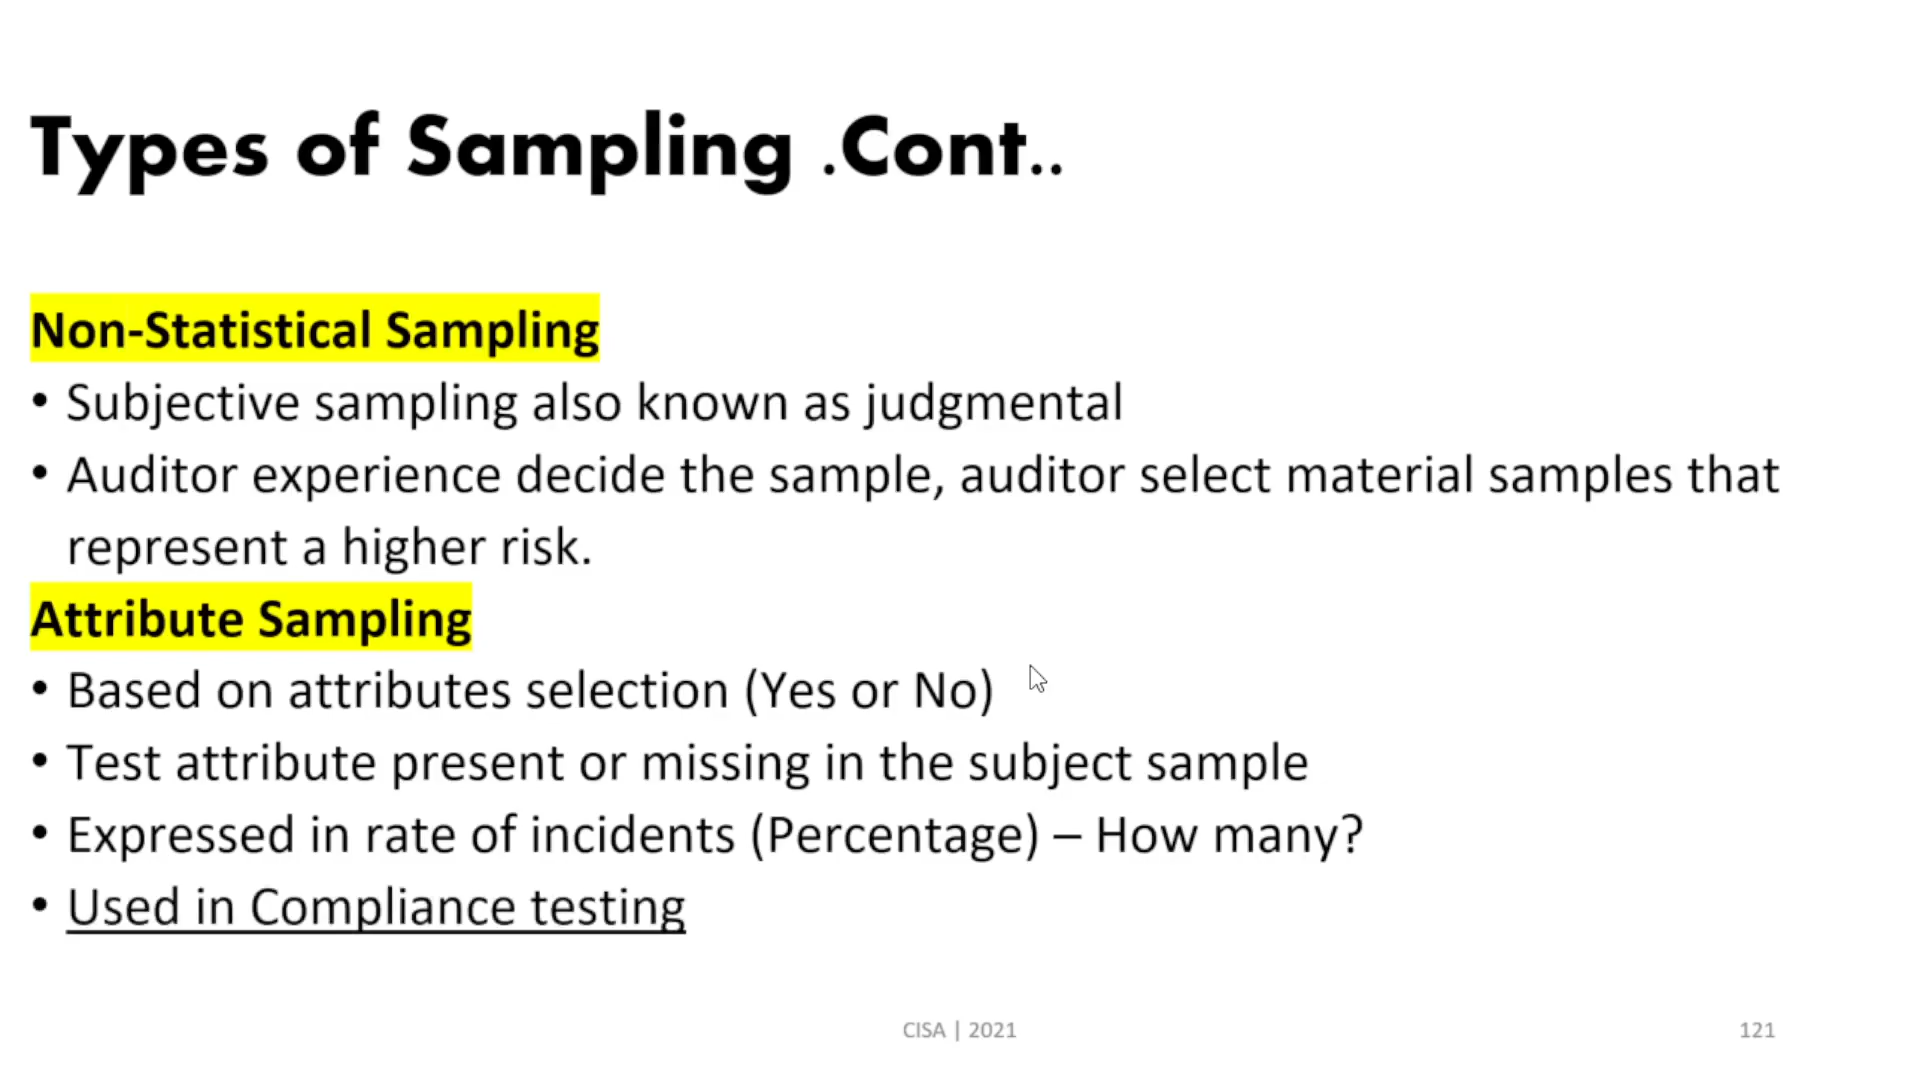 Types of Sampling .Cont..
Non-Statistical Sampling
• Subjective sampling also known as judgmental
• Auditor experience decide the sample, auditor select material samples that
represent a higher risk.
Attribute Sampling
• Based on attributes selection (Yes or No)
• Test attribute present or missing in the subject sample
• Expressed in rate of incidents (Percentage) – How many?
• Used in Compliance testing
CISA | 2021
121